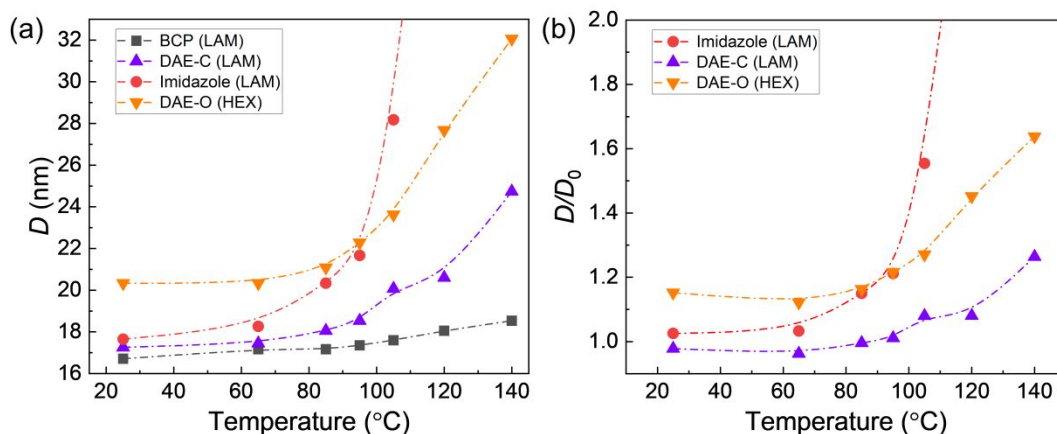 (a)
BCP (LAM)
DAE-C (LAM)
Imidazole (LAM)
DAE-O (HEX)
32
30
28
26
24
22
20
18
16
D (nm)
20 40 60 80 100 120 140
Temperature (°C)
(b)
Imidazole (LAM)
DAE-C (LAM)
DAE-O (HEX)
2.0
1.8
1.6
1.4
1.2
1.0
D/D₀
20 40 60 80 100 120 140
Temperature (°C)